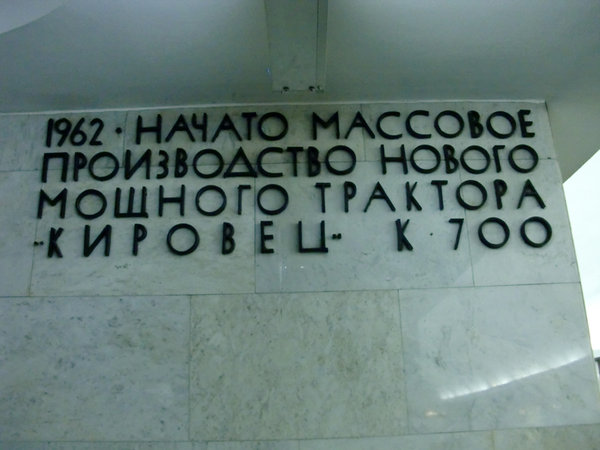 1962 · НАЧАТО МАССОВОЕ
ПРОИЗВОДСТВО НОВОГО
МОЩНОГО ТРАКТОРА
"КИРОВЕЦ" К 700